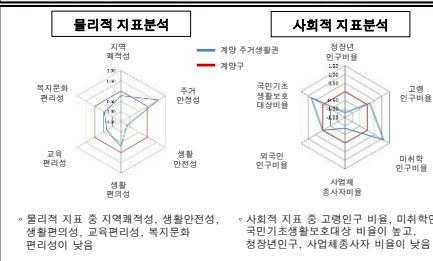 물리적 지표분석
사회적 지표분석
계양 주거생활권
계양구
지역
쾌적성
주거
안정성
생활
안전성
생활
편의성
교육
편리성
복지문화
편리성
청장년
인구비율
고령
인구비율
미취학
인구비율
사업체
종사자비율
외국인
인구비율
국민기초
생활보호
대상비율
◦ 물리적 지표 중 지역쾌적성, 생활안전성,
생활편의성, 교육편리성, 복지문화
편리성이 낮음
◦ 사회적 지표 중 고령인구 비율, 미취학인
국민기초생활보호대상 비율이 높고,
청장년인구, 사업체종사자 비율이 낮음